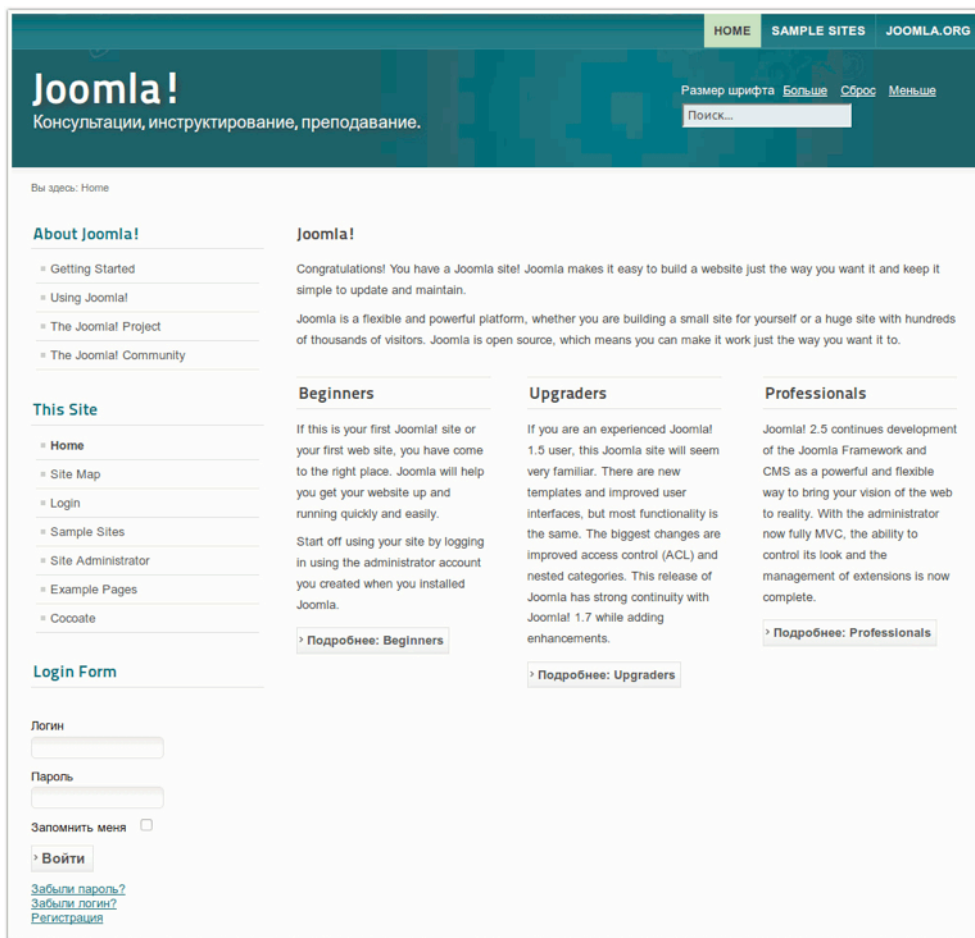 HOME SAMPLE SITES JOOMLA.ORG
Joomla!
Консультации, инструктирование, преподавание.
Размер шрифта Больше Сброс Меньше
Поиск...
Вы здесь: Home
About Joomla!
Getting Started
Using Joomla!
The Joomla! Project
The Joomla! Community
This Site
Home
Site Map
Login
Sample Sites
Site Administrator
Example Pages
Cocoate
Login Form
Логин
Пароль
Запомнить меня
Войти
Забыли пароль?
Забыли логин?
Регистрация
Joomla!
Congratulations! You have a Joomla site! Joomla makes it easy to build a website just the way you want it and keep it
simple to update and maintain.
Joomla is a flexible and powerful platform, whether you are building a small site for yourself or a huge site with hundreds
of thousands of visitors. Joomla is open source, which means you can make it work just the way you want it to.
Beginners
If this is your first Joomla! site or
your first web site, you have come
to the right place. Joomla will help
you get your website up and
running quickly and easily.
Start off using your site by logging
in using the administrator account
you created when you installed
Joomla.
Подробнее: Beginners
Upgraders
If you are an experienced Joomla!
1.5 user, this Joomla site will seem
very familiar. There are new
templates and improved user
interfaces, but most functionality is
the same. The biggest changes are
improved access control (ACL) and
nested categories. This release of
Joomla has strong continuity with
Joomla! 1.7 while adding
enhancements.
Подробнее: Upgraders
Professionals
Joomla! 2.5 continues development
of the Joomla Framework and
CMS as a powerful and flexible
way to bring your vision of the web
to reality. With the administrator
now fully MVC, the ability to
control its look and the
management of extensions is now
complete.
Подробнее: Professionals